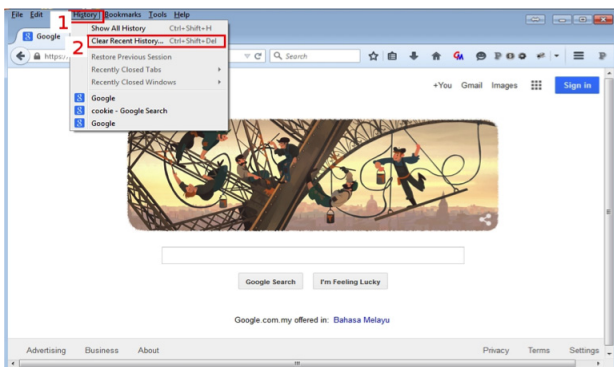 File Edit History Bookmarks Tools Help
1
Google
Show All History Ctrl+Shift+H
2
Clear Recent History... Ctrl+Shift+Del
https:
Search
Restore Previous Session
Recently Closed Tabs
Recently Closed Windows
Google
cookie - Google Search
Google
+You Gmail Images Sign in
Google Search I'm Feeling Lucky
Google.com.my offered in: Bahasa Melayu
Advertising Business About Privacy Terms Settings